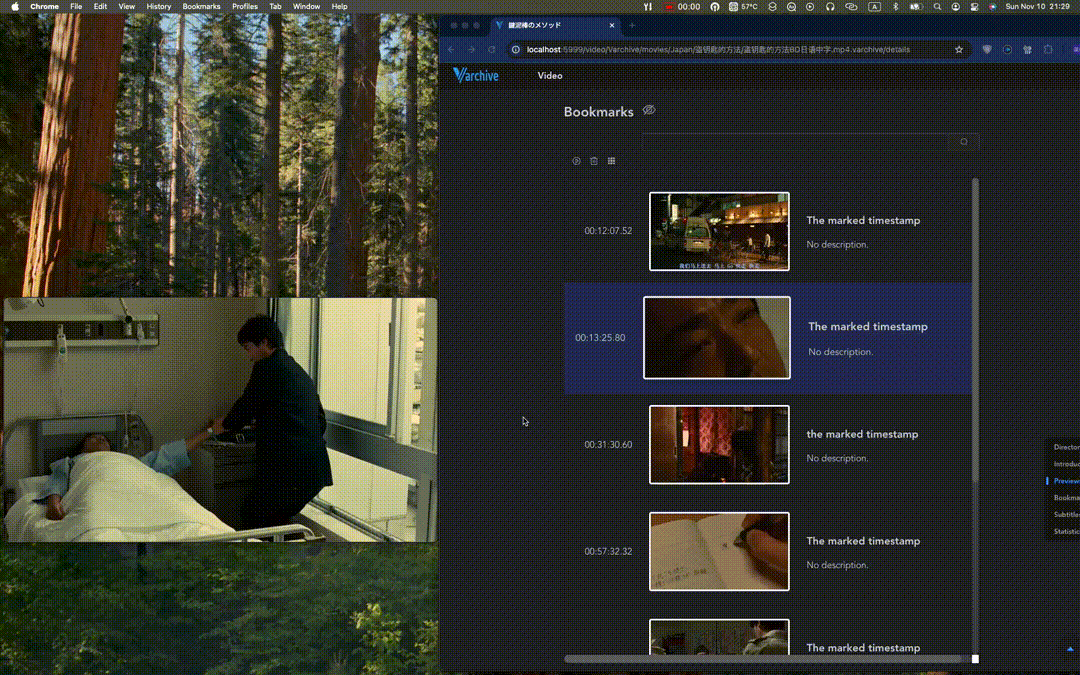 Chrome File Edit View History Bookmarks Profiles Tab Window Help 00:00 57°C A Sun Nov 10 21:29
鍵泥棒のメソッド
localhost:5999/video/Varchive/movies/Japan/盗钥匙的方法/盗钥匙的方法BD日语中字.mp4.varchive/details
Varchive Video
Bookmarks
00:12:07.52
The marked timestamp
No description.
00:13:25.80
The marked timestamp
No description.
00:31:30.60
the marked timestamp
No description.
00:57:32.32
The marked timestamp
No description.
The marked timestamp
Director
Introduc
Previews
Bookma
Subtitles
Statistic